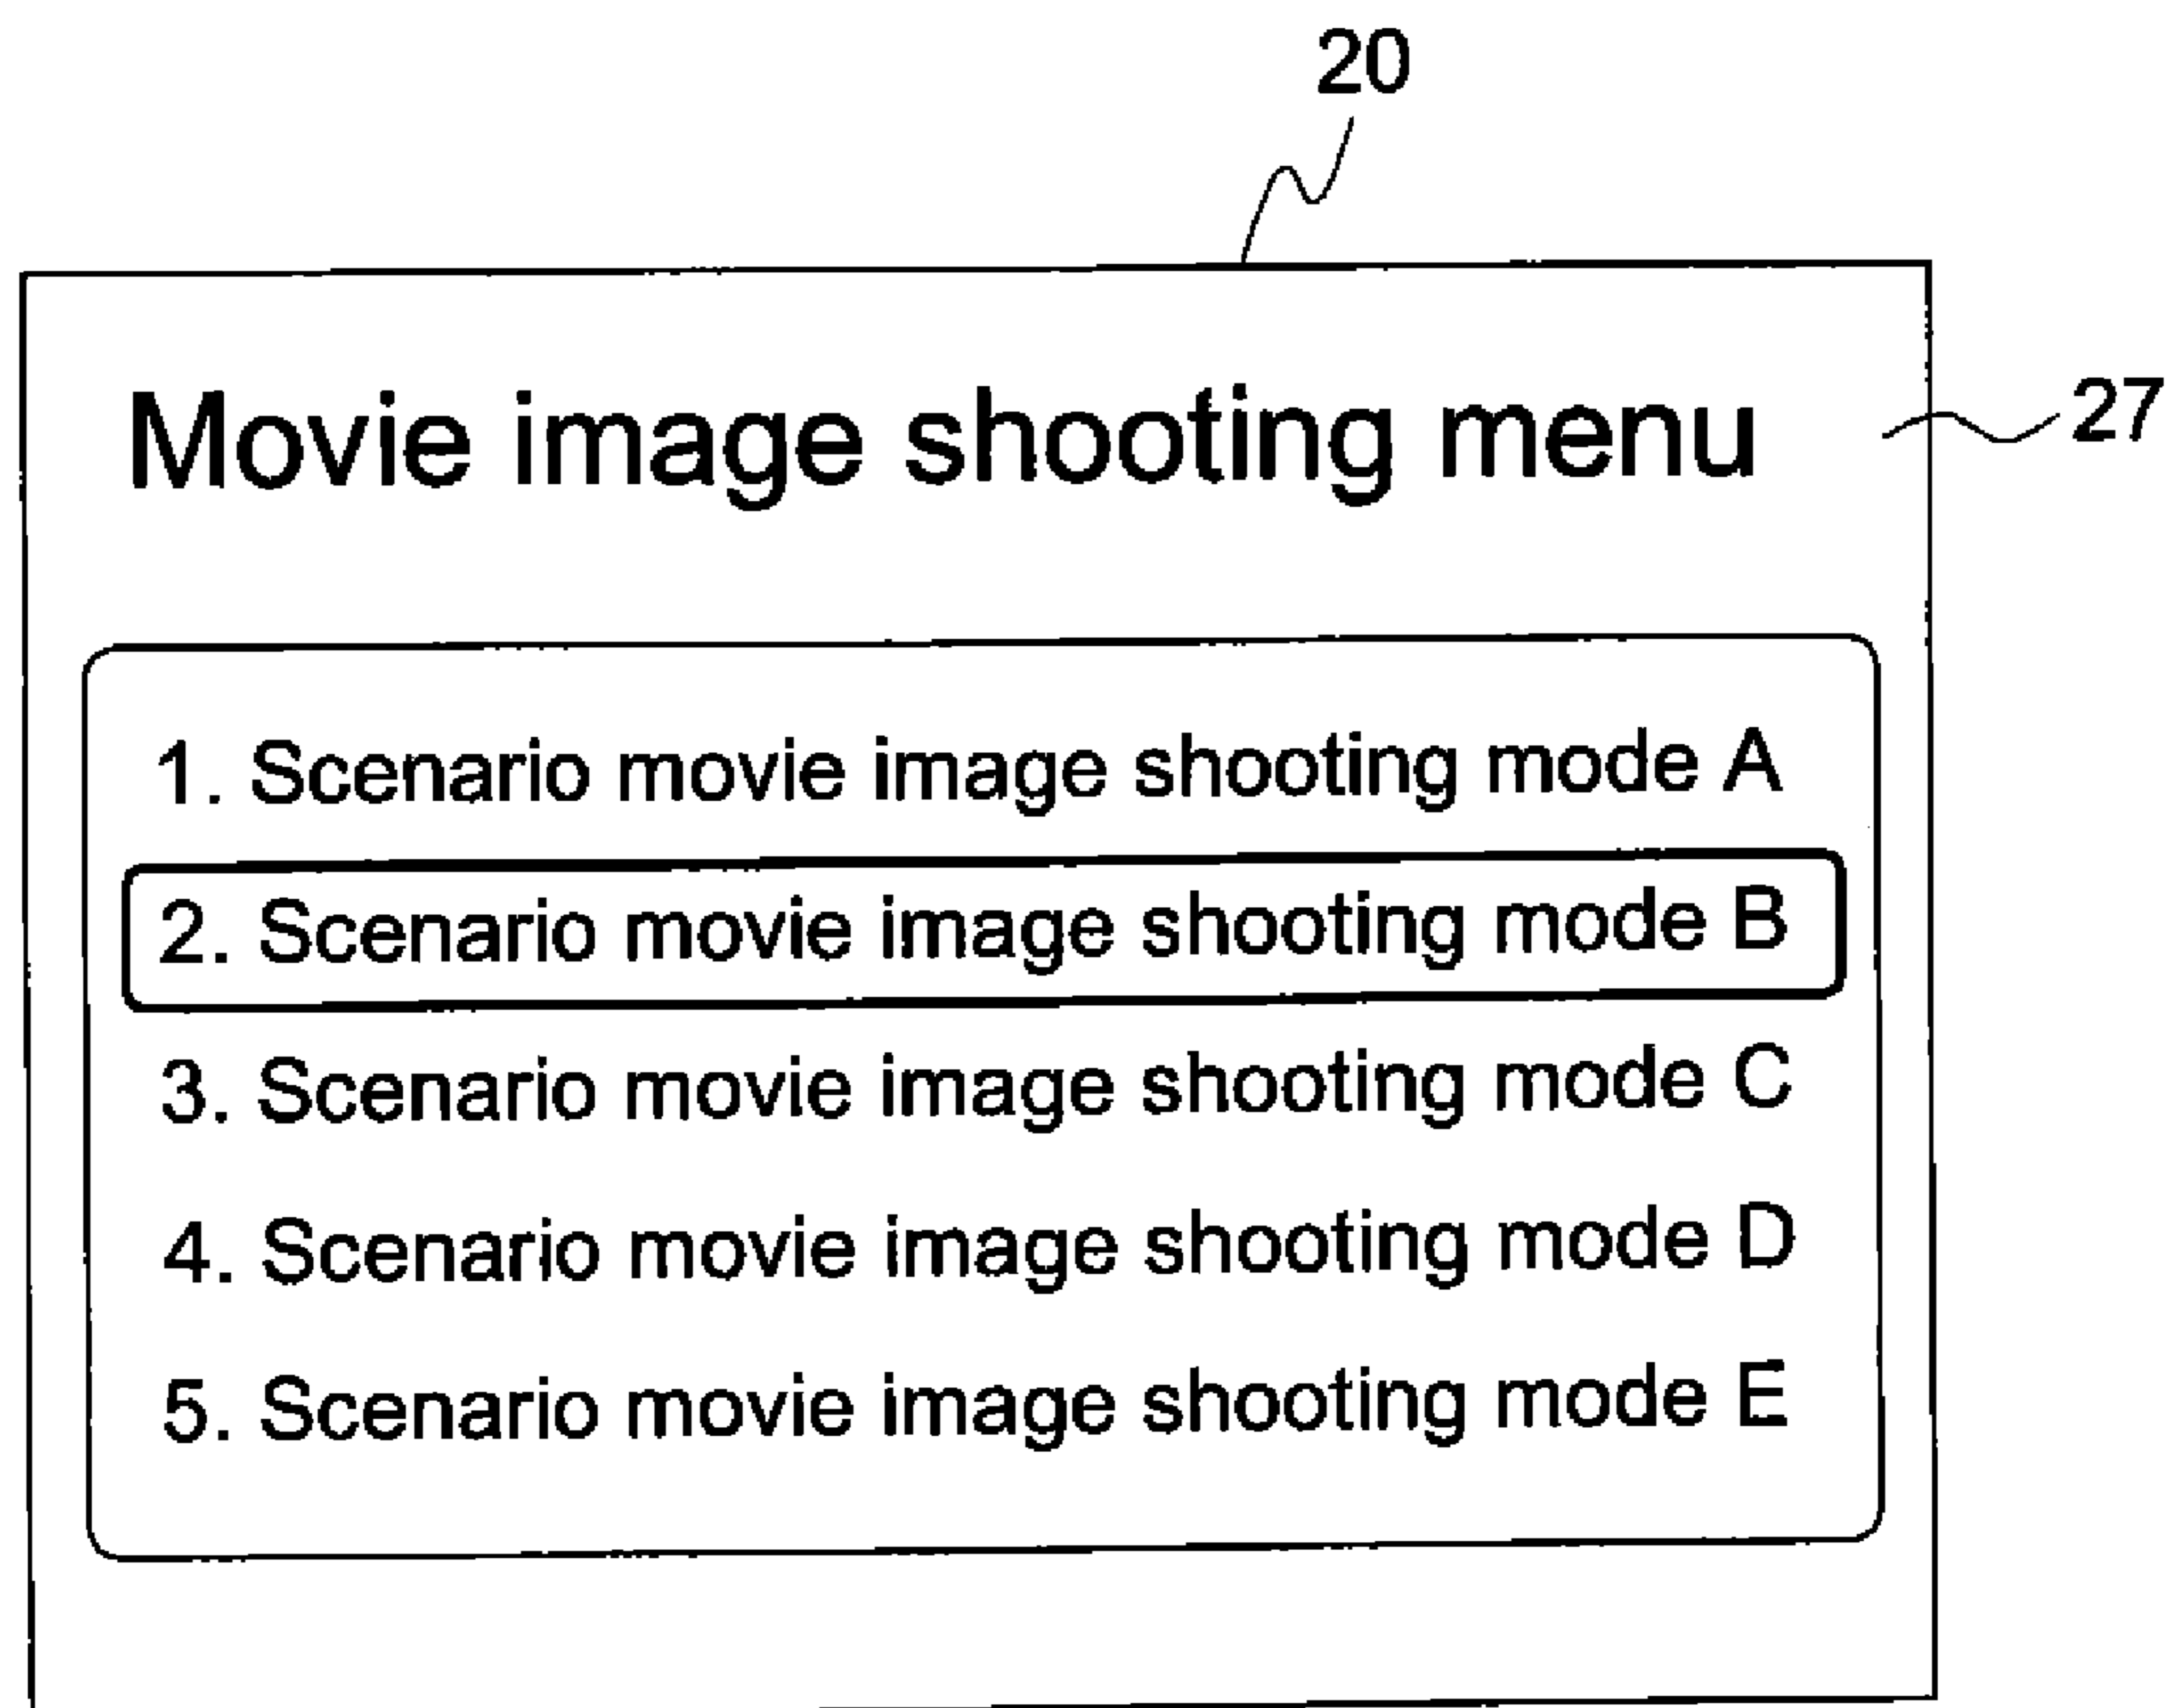 20
Movie image shooting menu
27
1. Scenario movie image shooting mode A
2. Scenario movie image shooting mode B
3. Scenario movie image shooting mode C
4. Scenario movie image shooting mode D
5. Scenario movie image shooting mode E